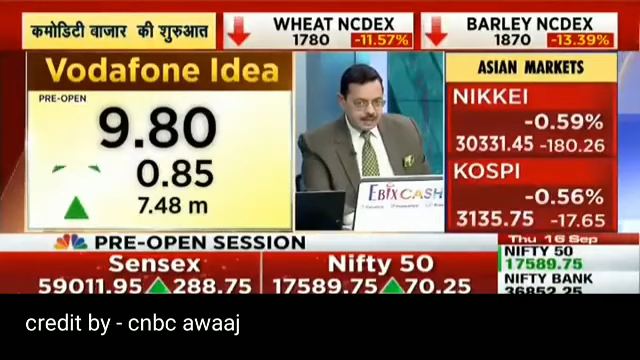 कमोडिटी बाजार की शुरुआत
WHEAT NCDEX
1780 -11.57%
BARLEY NCDEX
1870 -13.39%
Vodafone Idea
PRE-OPEN
9.80
0.85
7.48 m
EBIXCASH
ASIAN MARKETS
NIKKEI
-0.59%
30331.45 -180.26
KOSPI
-0.56%
3135.75 -17.65
PRE-OPEN SESSION
Sensex
59011.95 288.75
Nifty 50
17589.75 70.25
Thu 16 Sep
NIFTY 50
17589.75
NIFTY BANK
36852.25
credit by - cnbc awaaj